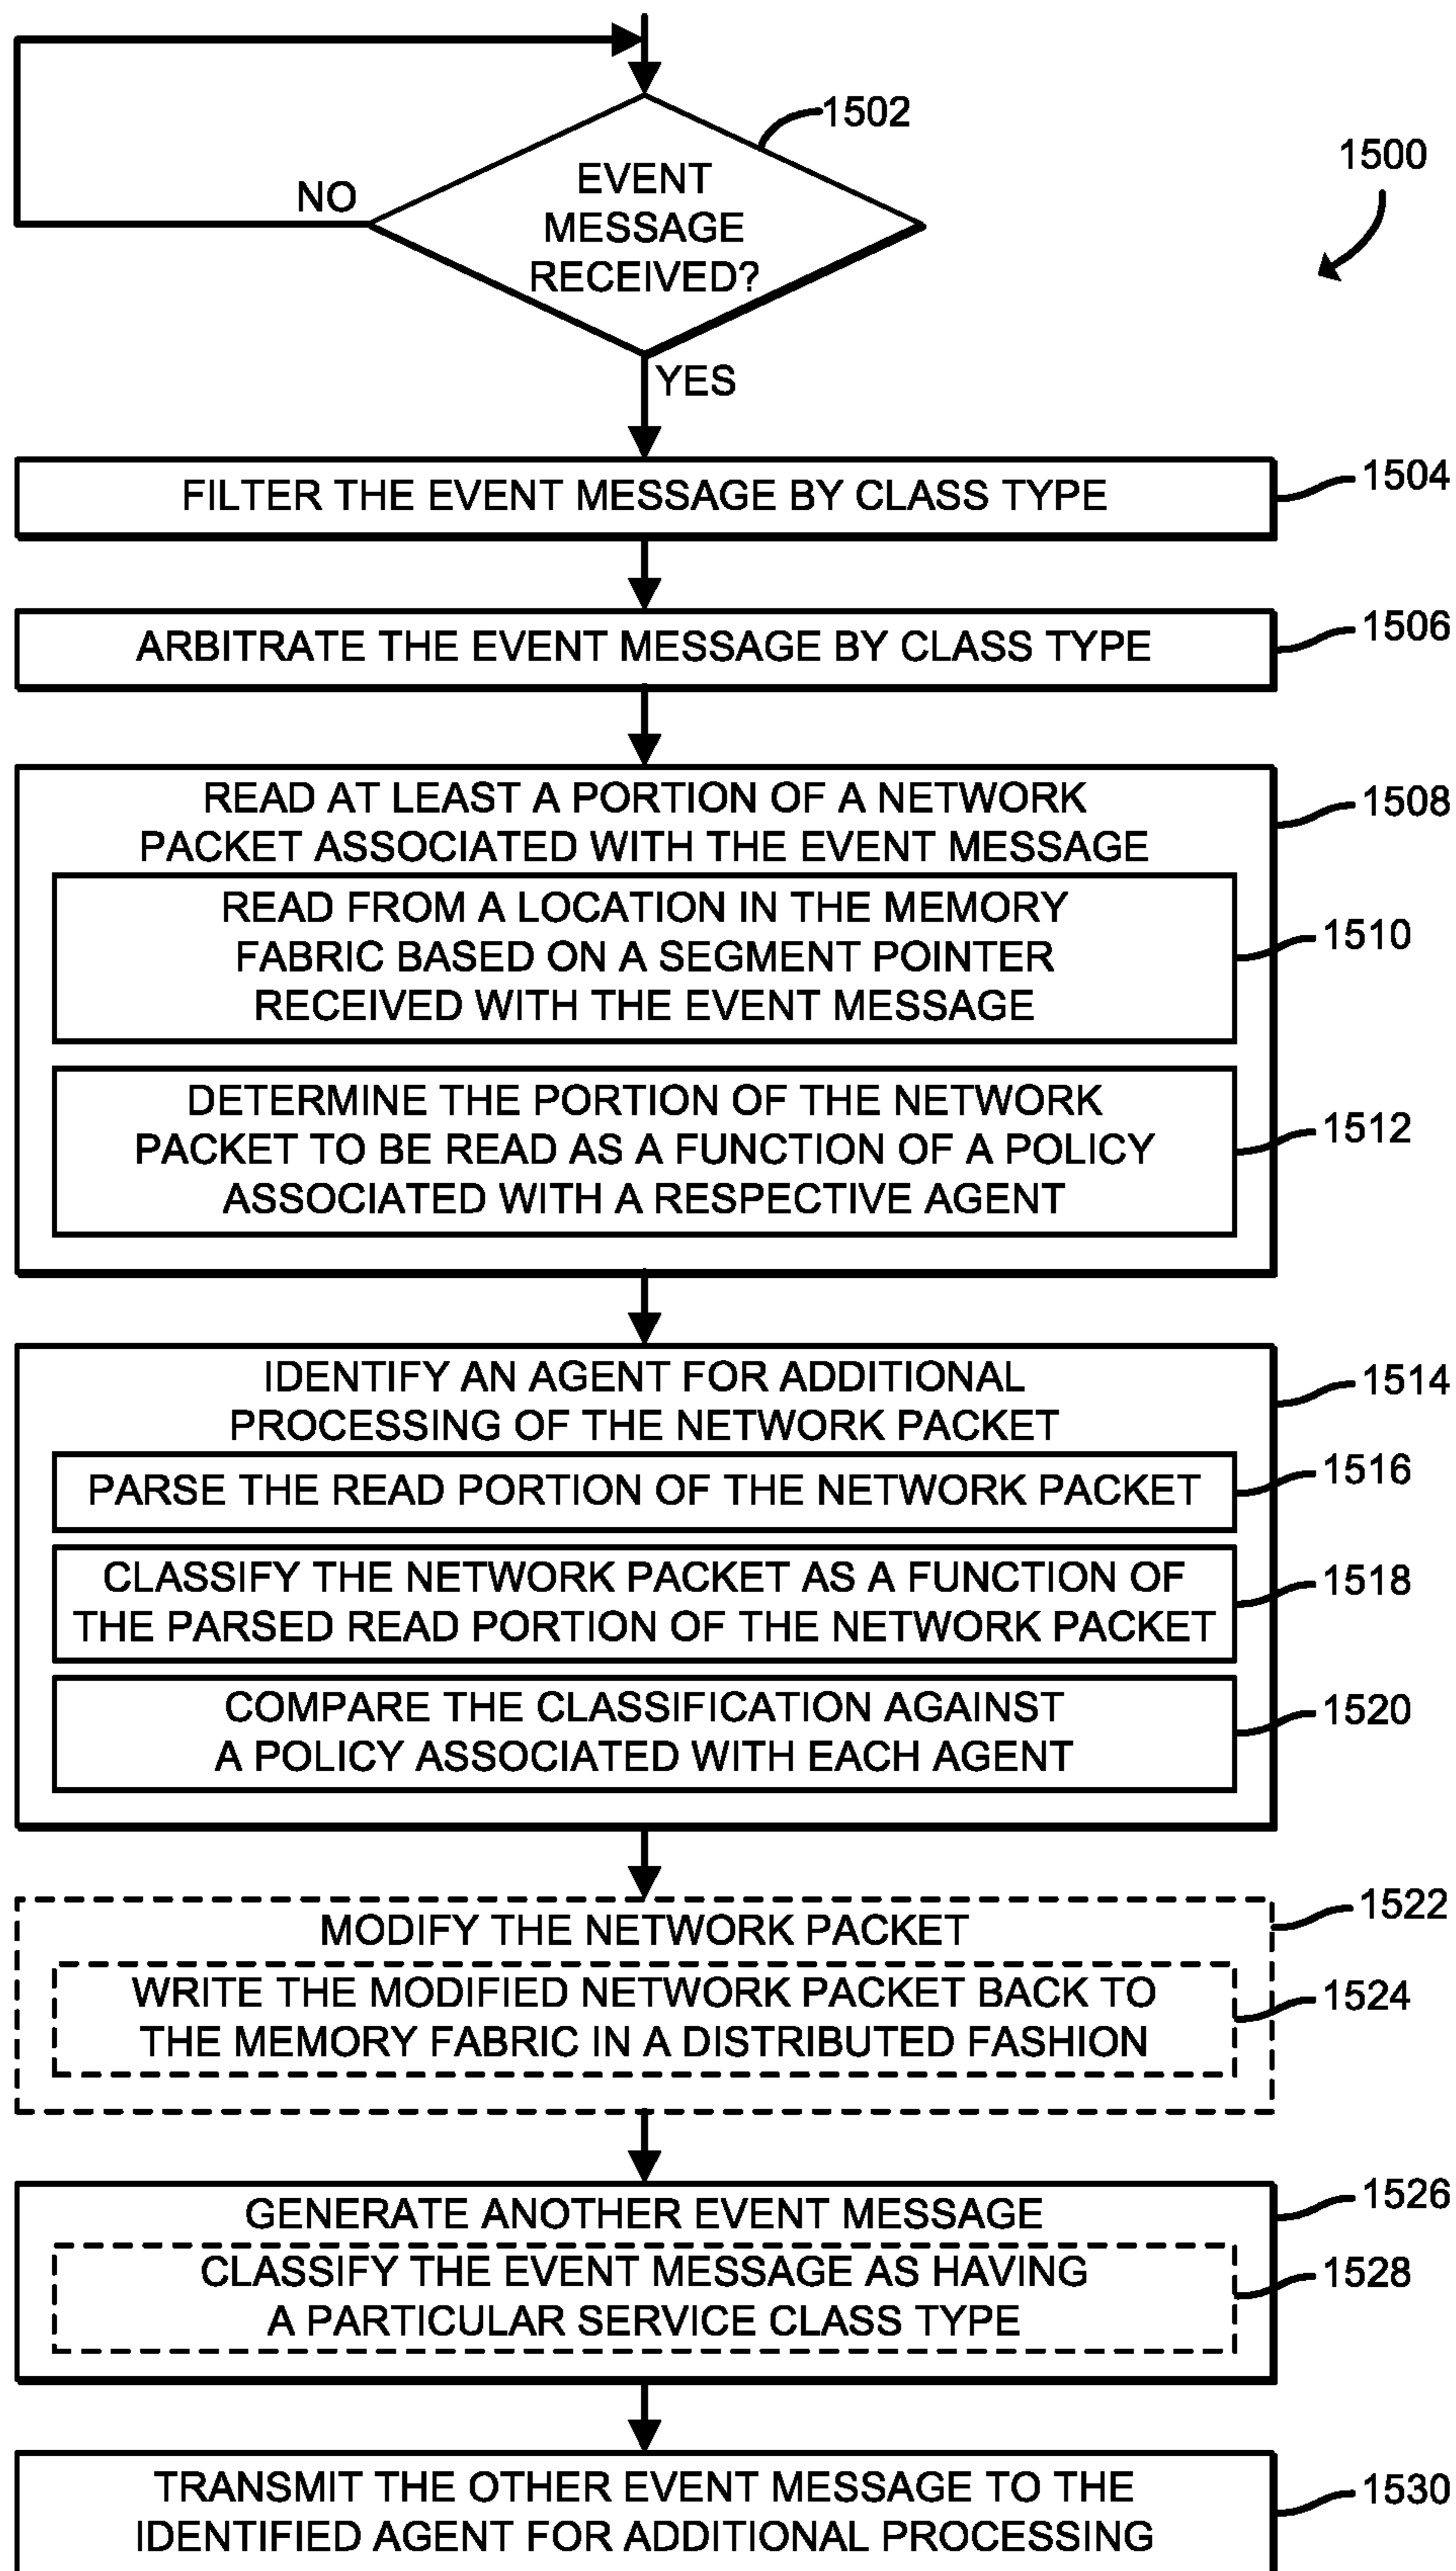 1502
1500
EVENT
MESSAGE
RECEIVED?
NO
YES
FILTER THE EVENT MESSAGE BY CLASS TYPE
1504
ARBITRATE THE EVENT MESSAGE BY CLASS TYPE
1506
READ AT LEAST A PORTION OF A NETWORK
PACKET ASSOCIATED WITH THE EVENT MESSAGE
1508
READ FROM A LOCATION IN THE MEMORY
FABRIC BASED ON A SEGMENT POINTER
RECEIVED WITH THE EVENT MESSAGE
1510
DETERMINE THE PORTION OF THE NETWORK
PACKET TO BE READ AS A FUNCTION OF A POLICY
ASSOCIATED WITH A RESPECTIVE AGENT
1512
IDENTIFY AN AGENT FOR ADDITIONAL
PROCESSING OF THE NETWORK PACKET
1514
PARSE THE READ PORTION OF THE NETWORK PACKET
1516
CLASSIFY THE NETWORK PACKET AS A FUNCTION OF
THE PARSED READ PORTION OF THE NETWORK PACKET
1518
COMPARE THE CLASSIFICATION AGAINST
A POLICY ASSOCIATED WITH EACH AGENT
1520
MODIFY THE NETWORK PACKET
1522
WRITE THE MODIFIED NETWORK PACKET BACK TO
THE MEMORY FABRIC IN A DISTRIBUTED FASHION
1524
GENERATE ANOTHER EVENT MESSAGE
1526
CLASSIFY THE EVENT MESSAGE AS HAVING
A PARTICULAR SERVICE CLASS TYPE
1528
TRANSMIT THE OTHER EVENT MESSAGE TO THE
IDENTIFIED AGENT FOR ADDITIONAL PROCESSING
1530